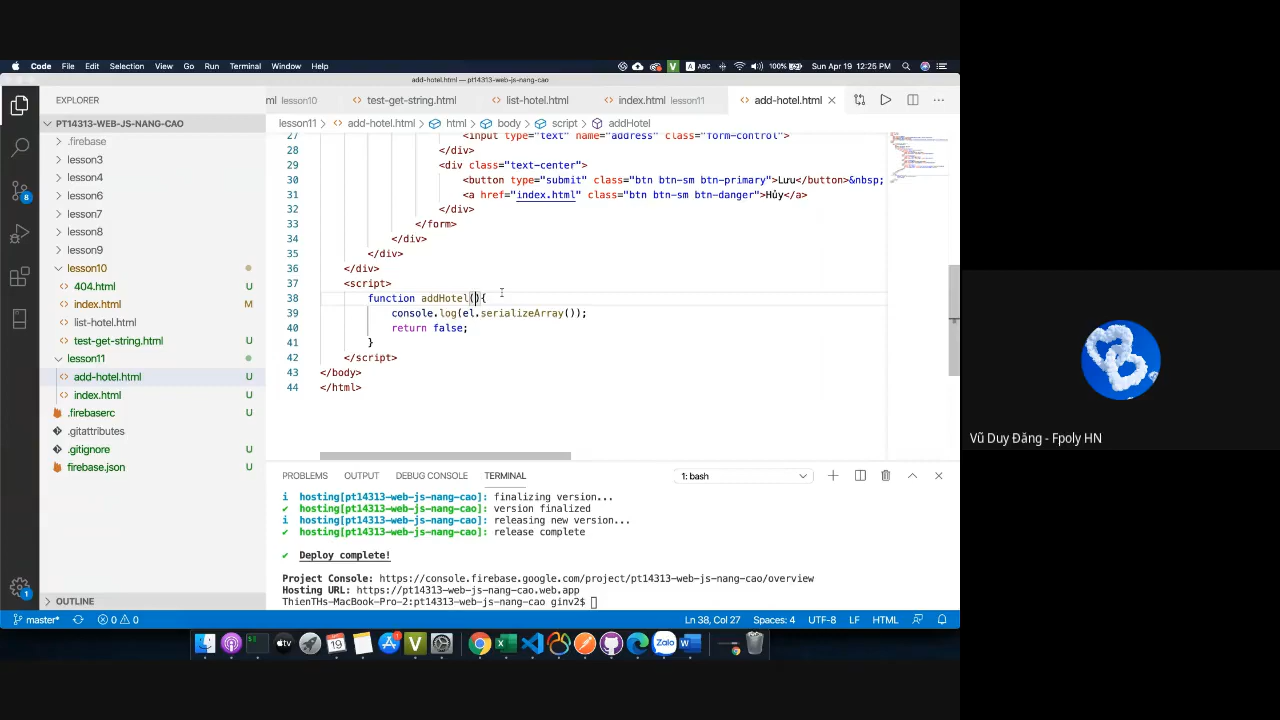 Code File Edit Selection View Go Run Terminal Window Help
V A ABC 100% Sun Apr 19 12:25 PM
add-hotel.html — pt14313-web-js-nang-cao
EXPLORER
ml lesson10 test-get-string.html list-hotel.html index.html lesson11 add-hotel.html
PT14313-WEB-JS-NANG-CAO
lesson11 > add-hotel.html > html > body > script > addHotel
.firebase
lesson3
lesson4
lesson6
lesson7
lesson8
lesson9
lesson10
404.html U
index.html M
list-hotel.html
test-get-string.html U
lesson11
add-hotel.html U
index.html U
.firebaserc U
.gitattributes
.gitignore U
firebase.json U
OUTLINE
8
1
27 <input type="text" name="address" class="form-control">
28 </div>
29 <div class="text-center">
30 <button type="submit" class="btn btn-sm btn-primary">Lưu</button>&nbsp;
31 <a href="index.html" class="btn btn-sm btn-danger">Hủy</a>
32 </div>
33 </form>
34 </div>
35 </div>
36 </div>
37 <script>
38 function addHotel(){
39 console.log(el.serializeArray());
40 return false;
41 }
42 </script>
43 </body>
44 </html>
PROBLEMS OUTPUT DEBUG CONSOLE TERMINAL 1: bash
i hosting[pt14313-web-js-nang-cao]: finalizing version...
✔ hosting[pt14313-web-js-nang-cao]: version finalized
i hosting[pt14313-web-js-nang-cao]: releasing new version...
✔ hosting[pt14313-web-js-nang-cao]: release complete
✔ Deploy complete!
Project Console: https://console.firebase.google.com/project/pt14313-web-js-nang-cao/overview
Hosting URL: https://pt14313-web-js-nang-cao.web.app
ThienTHs-MacBook-Pro-2:pt14313-web-js-nang-cao ginv2$
master* 0 0 Ln 38, Col 27 Spaces: 4 UTF-8 LF HTML
tv 19 1 V Zalo W
Vũ Duy Đăng - Fpoly HN